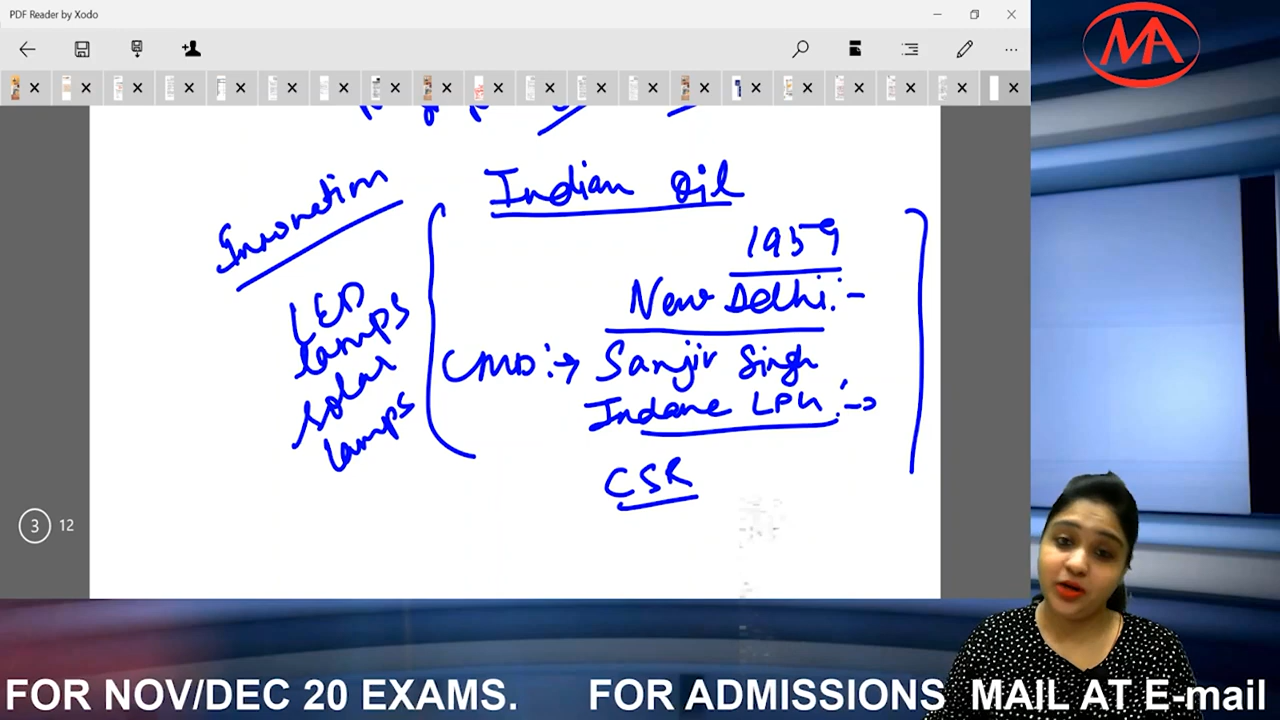 PDF Reader by Xodo
MA
Indian Oil
Innovation
1959
New Delhi:-
LED
lamps
solar
lamps
CMD:→ Sanjiv Singh
Indane LPG:→
CSR
3 12
FOR NOV/DEC 20 EXAMS. FOR ADMISSIONS MAIL AT E-mail